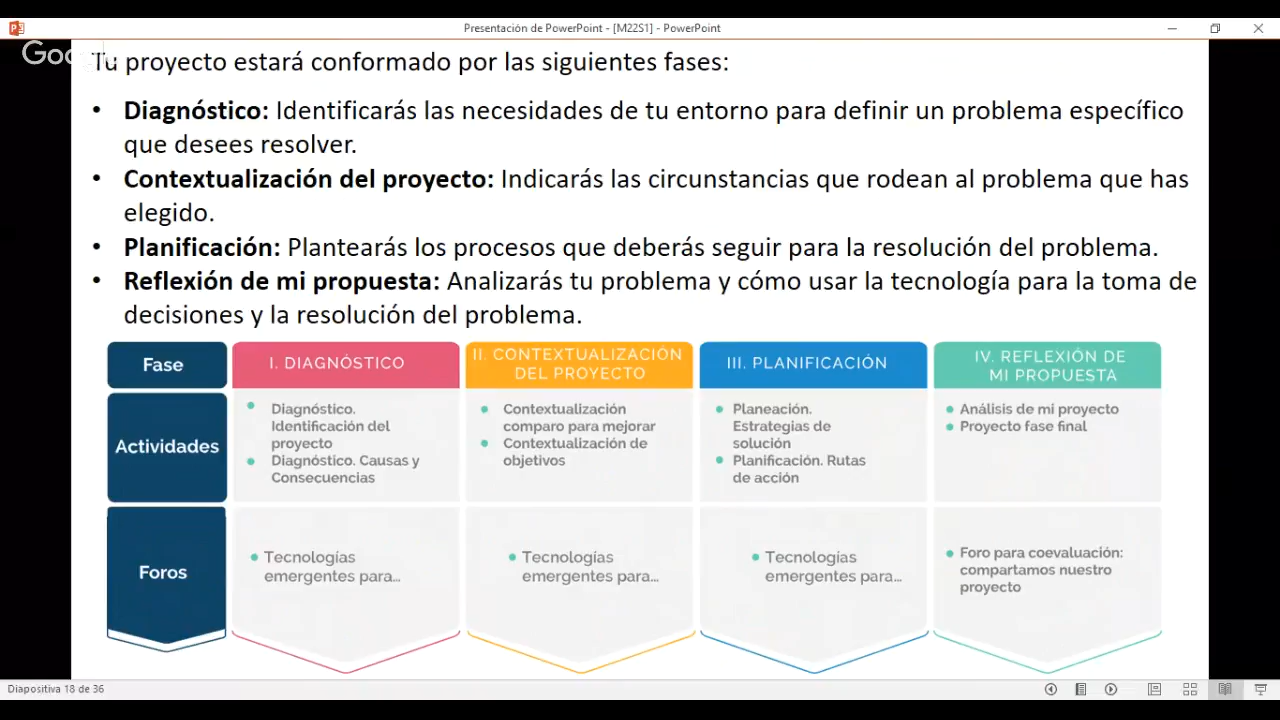 Presentación de PowerPoint - [M22S1] - PowerPoint
Google
Tu proyecto estará conformado por las siguientes fases:
• Diagnóstico: Identificarás las necesidades de tu entorno para definir un problema específico
que desees resolver.
• Contextualización del proyecto: Indicarás las circunstancias que rodean al problema que has
elegido.
• Planificación: Plantearás los procesos que deberás seguir para la resolución del problema.
• Reflexión de mi propuesta: Analizarás tu problema y cómo usar la tecnología para la toma de
decisiones y la resolución del problema.
Fase
I. DIAGNÓSTICO
II. CONTEXTUALIZACIÓN
DEL PROYECTO
III. PLANIFICACIÓN
IV. REFLEXIÓN DE
MI PROPUESTA
Actividades
• Diagnóstico.
Identificación del
proyecto
• Diagnóstico. Causas y
Consecuencias
• Contextualización
comparo para mejorar
• Contextualización de
objetivos
• Planeación.
Estrategias de
solución
• Planificación. Rutas
de acción
• Análisis de mi proyecto
• Proyecto fase final
Foros
• Tecnologías
emergentes para...
• Tecnologías
emergentes para...
• Tecnologías
emergentes para...
• Foro para coevaluación:
compartamos nuestro
proyecto
Diapositiva 18 de 36